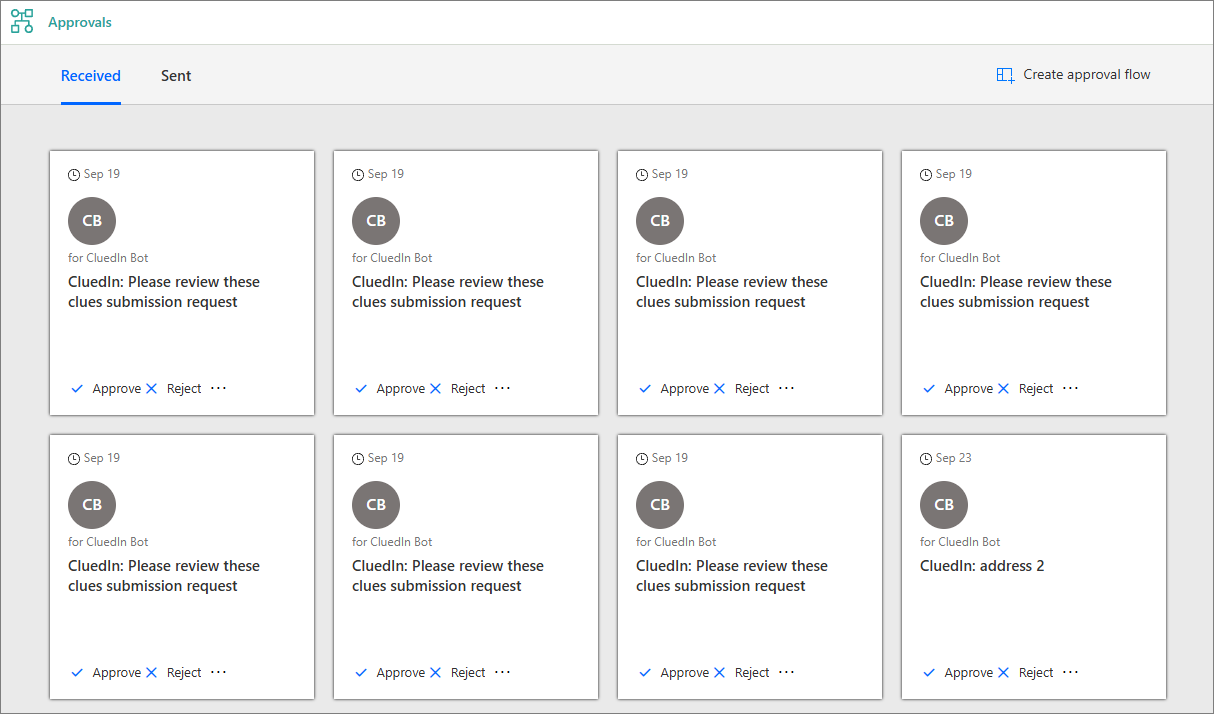 Approvals
Received
Sent
Create approval flow
Sep 19
CB
for CluedIn Bot
CluedIn: Please review these
clues submission request
Approve Reject ···
Sep 19
CB
for CluedIn Bot
CluedIn: Please review these
clues submission request
Approve Reject ···
Sep 19
CB
for CluedIn Bot
CluedIn: Please review these
clues submission request
Approve Reject ···
Sep 19
CB
for CluedIn Bot
CluedIn: Please review these
clues submission request
Approve Reject ···
Sep 19
CB
for CluedIn Bot
CluedIn: Please review these
clues submission request
Approve Reject ···
Sep 19
CB
for CluedIn Bot
CluedIn: Please review these
clues submission request
Approve Reject ···
Sep 19
CB
for CluedIn Bot
CluedIn: Please review these
clues submission request
Approve Reject ···
Sep 23
CB
for CluedIn Bot
CluedIn: address 2
Approve Reject ···